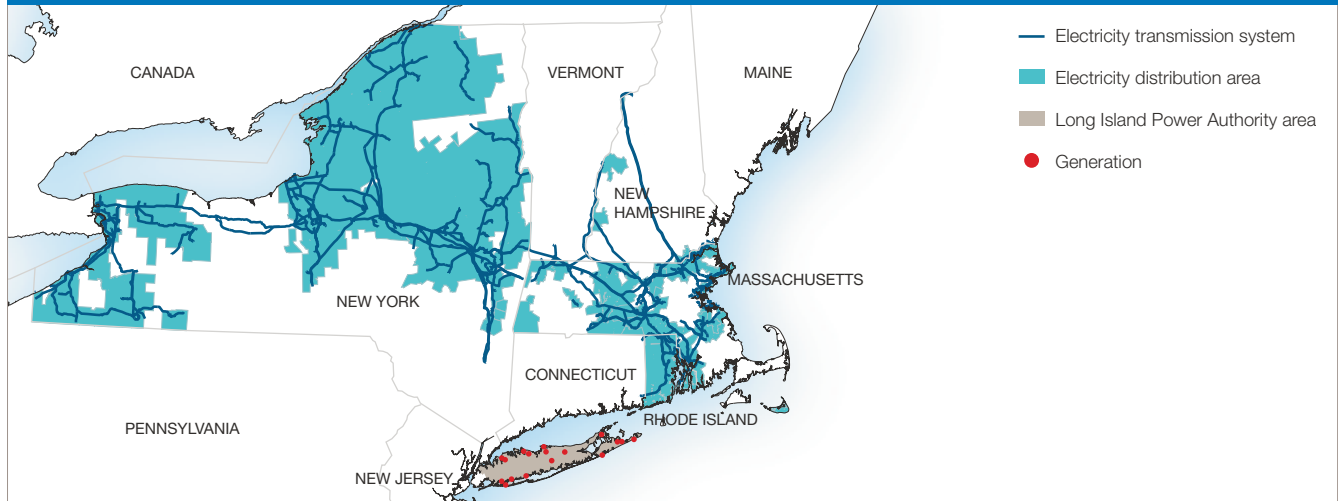 CANADA
VERMONT
MAINE
NEW
HAMPSHIRE
MASSACHUSETTS
NEW YORK
CONNECTICUT
RHODE ISLAND
PENNSYLVANIA
NEW JERSEY
Electricity transmission system
Electricity distribution area
Long Island Power Authority area
Generation